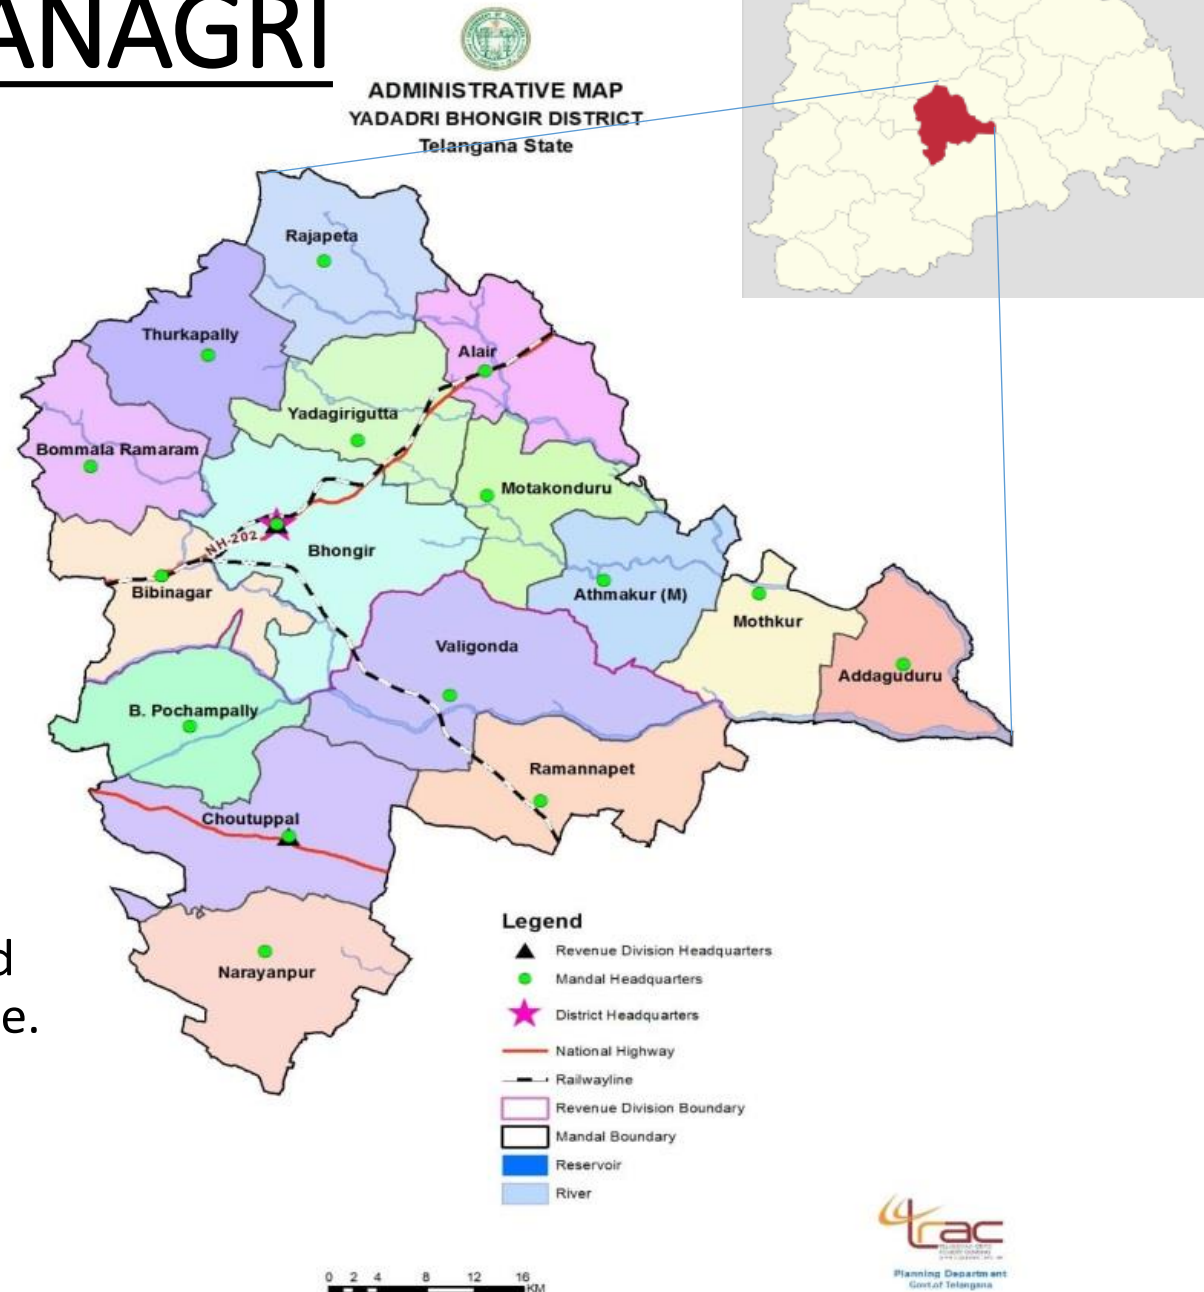 ANAGRI
ADMINISTRATIVE MAP
YADADRI BHONGIR DISTRICT
Telangana State
Rajapeta
Thurkapally
Alair
Yadagirigutta
Bommala Ramaram
Motakonduru
NH-202
Bhongir
Bibinagar
Athmakur (M)
Mothkur
Valigonda
Addaguduru
B. Pochampally
Ramannapet
Choutuppal
Narayanpur
d
e.
Legend
Revenue Division Headquarters
Mandal Headquarters
District Headquarters
National Highway
Railwayline
Revenue Division Boundary
Mandal Boundary
Reservoir
River
trac
Planning Department
Govt.of Telangana
0 2 4 8 12 16
KM